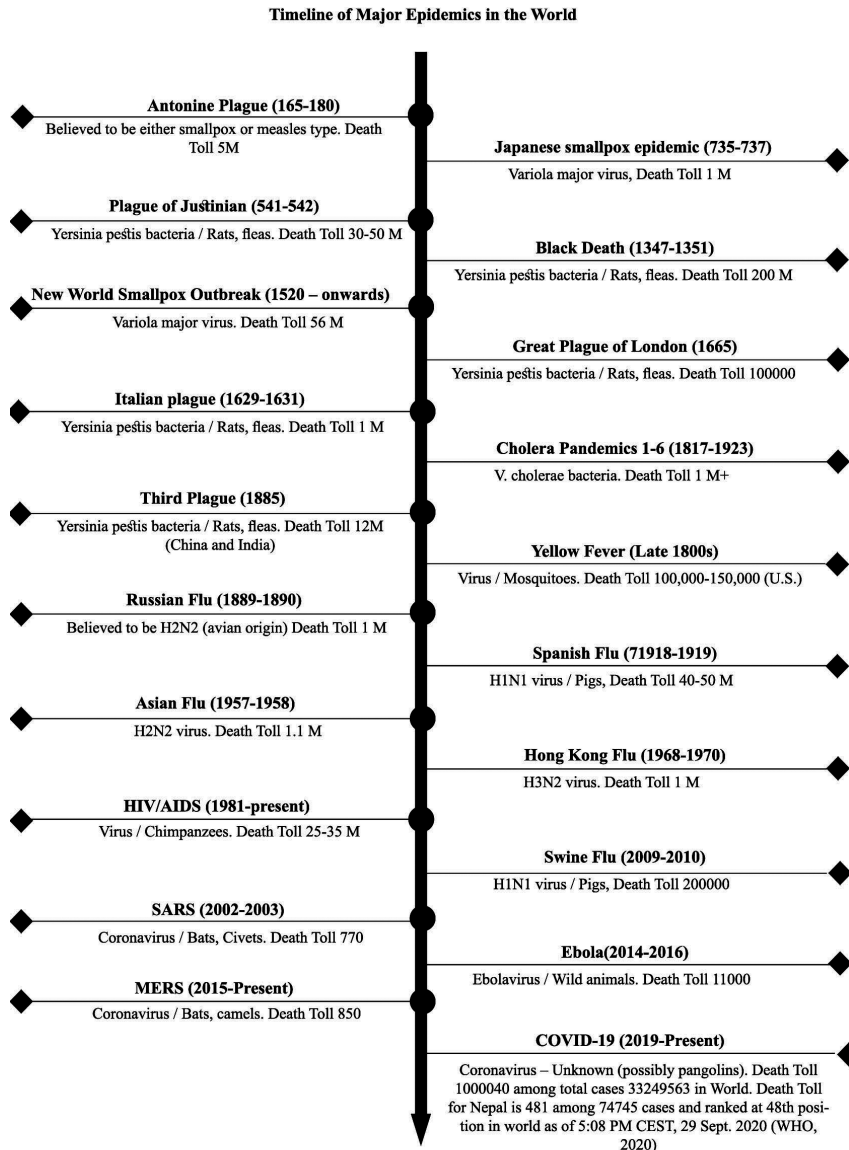 Timeline of Major Epidemics in the World
Antonine Plague (165-180)
Believed to be either smallpox or measles type. Death
Toll 5M
Japanese smallpox epidemic (735-737)
Variola major virus, Death Toll 1 M
Plague of Justinian (541-542)
Yersinia pestis bacteria / Rats, fleas. Death Toll 30-50 M
Black Death (1347-1351)
Yersinia pestis bacteria / Rats, fleas. Death Toll 200 M
New World Smallpox Outbreak (1520 – onwards)
Variola major virus. Death Toll 56 M
Great Plague of London (1665)
Yersinia pestis bacteria / Rats, fleas. Death Toll 100000
Italian plague (1629-1631)
Yersinia pestis bacteria / Rats, fleas. Death Toll 1 M
Cholera Pandemics 1-6 (1817-1923)
V. cholerae bacteria. Death Toll 1 M+
Third Plague (1885)
Yersinia pestis bacteria / Rats, fleas. Death Toll 12M
(China and India)
Yellow Fever (Late 1800s)
Virus / Mosquitoes. Death Toll 100,000-150,000 (U.S.)
Russian Flu (1889-1890)
Believed to be H2N2 (avian origin) Death Toll 1 M
Spanish Flu (71918-1919)
H1N1 virus / Pigs, Death Toll 40-50 M
Asian Flu (1957-1958)
H2N2 virus. Death Toll 1.1 M
Hong Kong Flu (1968-1970)
H3N2 virus. Death Toll 1 M
HIV/AIDS (1981-present)
Virus / Chimpanzees. Death Toll 25-35 M
Swine Flu (2009-2010)
H1N1 virus / Pigs, Death Toll 200000
SARS (2002-2003)
Coronavirus / Bats, Civets. Death Toll 770
Ebola(2014-2016)
Ebolavirus / Wild animals. Death Toll 11000
MERS (2015-Present)
Coronavirus / Bats, camels. Death Toll 850
COVID-19 (2019-Present)
Coronavirus – Unknown (possibly pangolins). Death Toll
1000040 among total cases 33249563 in World. Death Toll
for Nepal is 481 among 74745 cases and ranked at 48th posi-
tion in world as of 5:08 PM CEST, 29 Sept. 2020 (WHO,
2020)